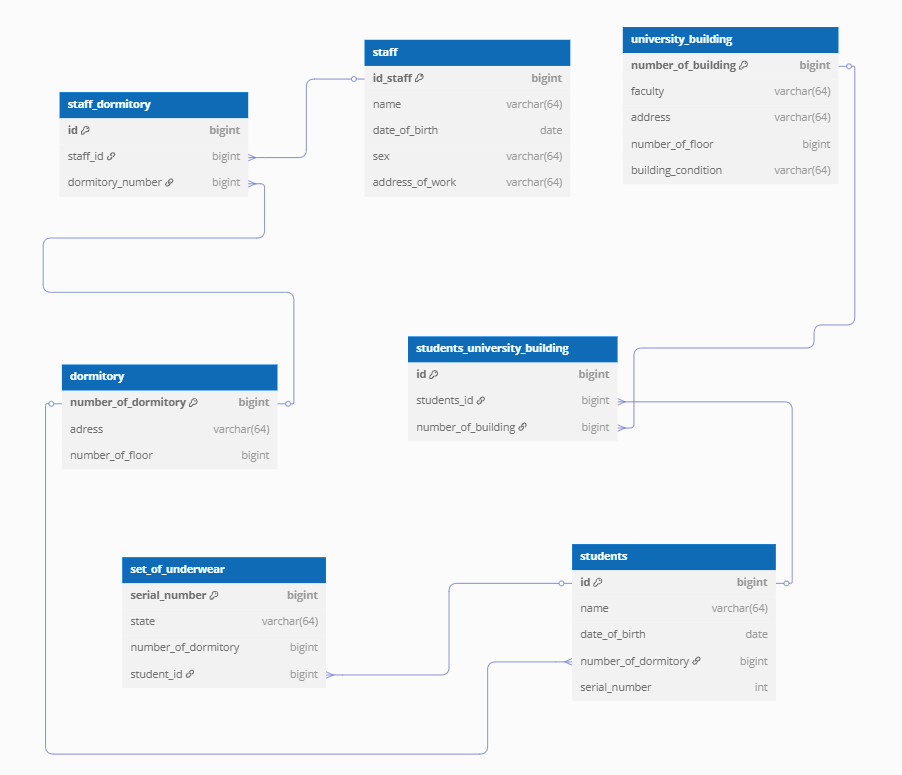 staff_dormitory
id bigint
staff_id bigint
dormitory_number bigint
staff
id_staff bigint
name varchar(64)
date_of_birth date
sex varchar(64)
address_of_work varchar(64)
university_building
number_of_building bigint
faculty varchar(64)
address varchar(64)
number_of_floor bigint
building_condition varchar(64)
dormitory
number_of_dormitory bigint
adress varchar(64)
number_of_floor bigint
students_university_building
id bigint
students_id bigint
number_of_building bigint
set_of_underwear
serial_number bigint
state varchar(64)
number_of_dormitory bigint
student_id bigint
students
id bigint
name varchar(64)
date_of_birth date
number_of_dormitory bigint
serial_number int